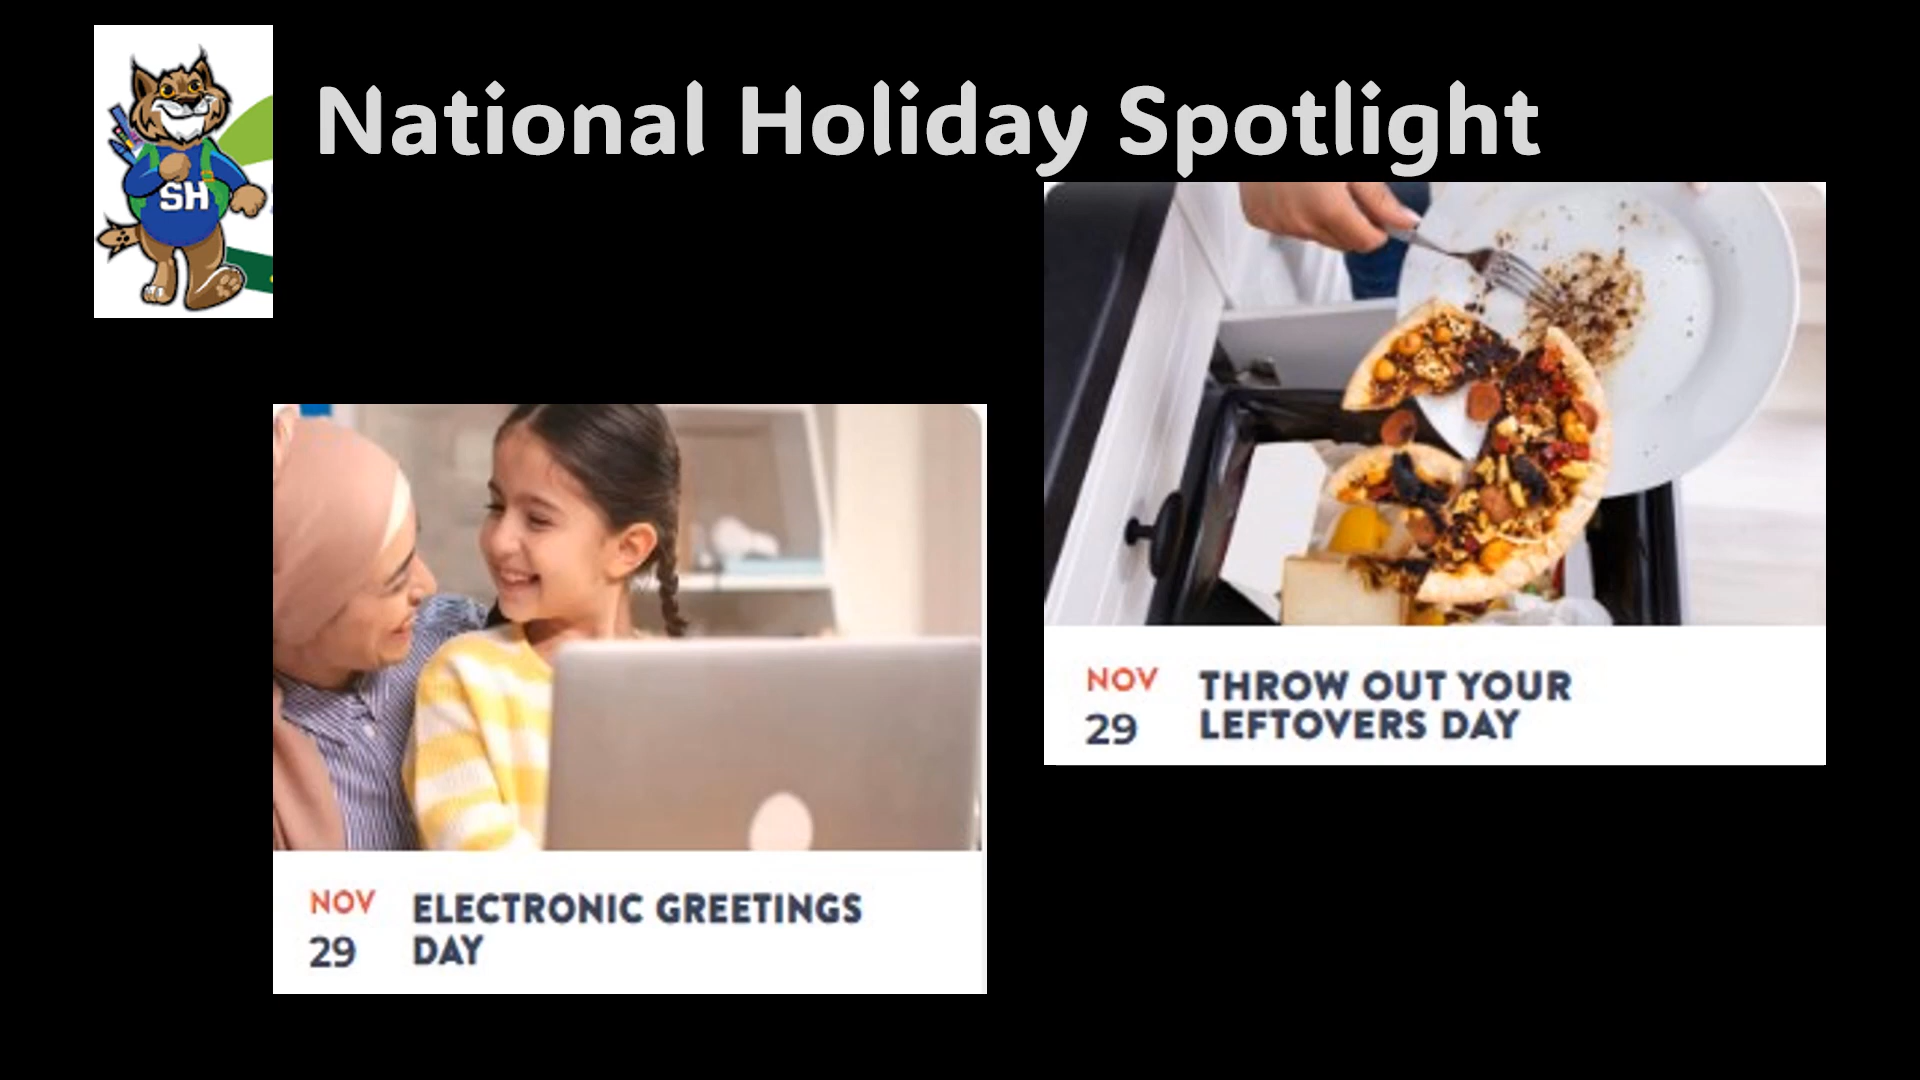 National Holiday Spotlight
SH
NOV
29
THROW OUT YOUR
LEFTOVERS DAY
NOV
29
ELECTRONIC GREETINGS
DAY